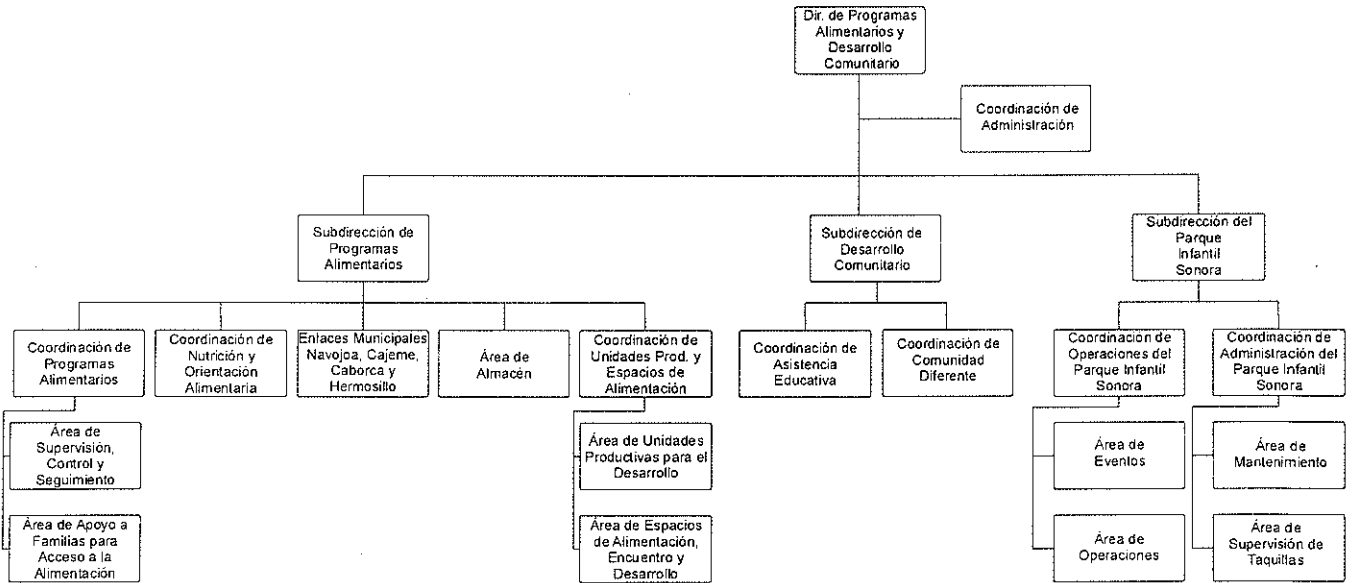 Dir. de Programas
Alimentarios y
Desarrollo
Comunitario
Coordinación de
Administración
Subdirección de
Programas
Alimentarios
Subdirección de
Desarrollo
Comunitario
Subdirección del
Parque
Infantil
Sonora
Coordinación de
Programas
Alimentarios
Coordinación de
Nutrición y
Orientación
Alimentaria
Enlaces Municipales
Navojoa, Cajeme,
Caborca y
Hermosillo
Área de
Almacén
Coordinación de
Unidades Prod. y
Espacios de
Alimentación
Coordinación de
Asistencia
Educativa
Coordinación de
Comunidad
Diferente
Coordinacion de
Operaciones del
Parque Infantil
Sonora
Coordinación de
Administración del
Parque Infantil
Sonora
Área de
Supervisión,
Control y
Seguimiento
Área de Unidades
Productivas para el
Desarrollo
Área de
Eventos
Área de
Mantenimiento
Área de Apoyo a
Familias para
Acceso a la
Alimentación
Área de Espacios
de Alimentación,
Encuentro y
Desarrollo
Área de
Operaciones
Área de
Supervisión de
Taquillas